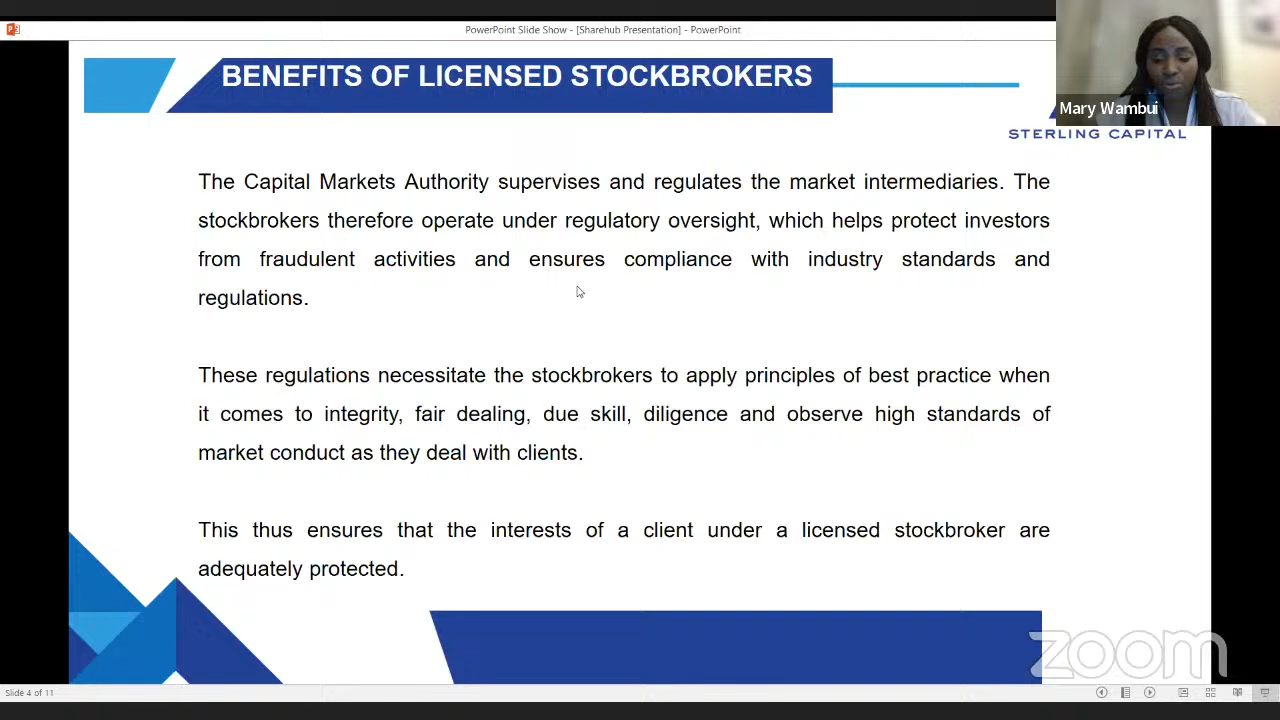 PowerPoint Slide Show - [Sharehub Presentation] - PowerPoint
BENEFITS OF LICENSED STOCKBROKERS
Mary Wambui
STERLING CAPITAL
The Capital Markets Authority supervises and regulates the market intermediaries. The
stockbrokers therefore operate under regulatory oversight, which helps protect investors
from fraudulent activities and ensures compliance with industry standards and
regulations.
These regulations necessitate the stockbrokers to apply principles of best practice when
it comes to integrity, fair dealing, due skill, diligence and observe high standards of
market conduct as they deal with clients.
This thus ensures that the interests of a client under a licensed stockbroker are
adequately protected.
zoom
Slide 4 of 11